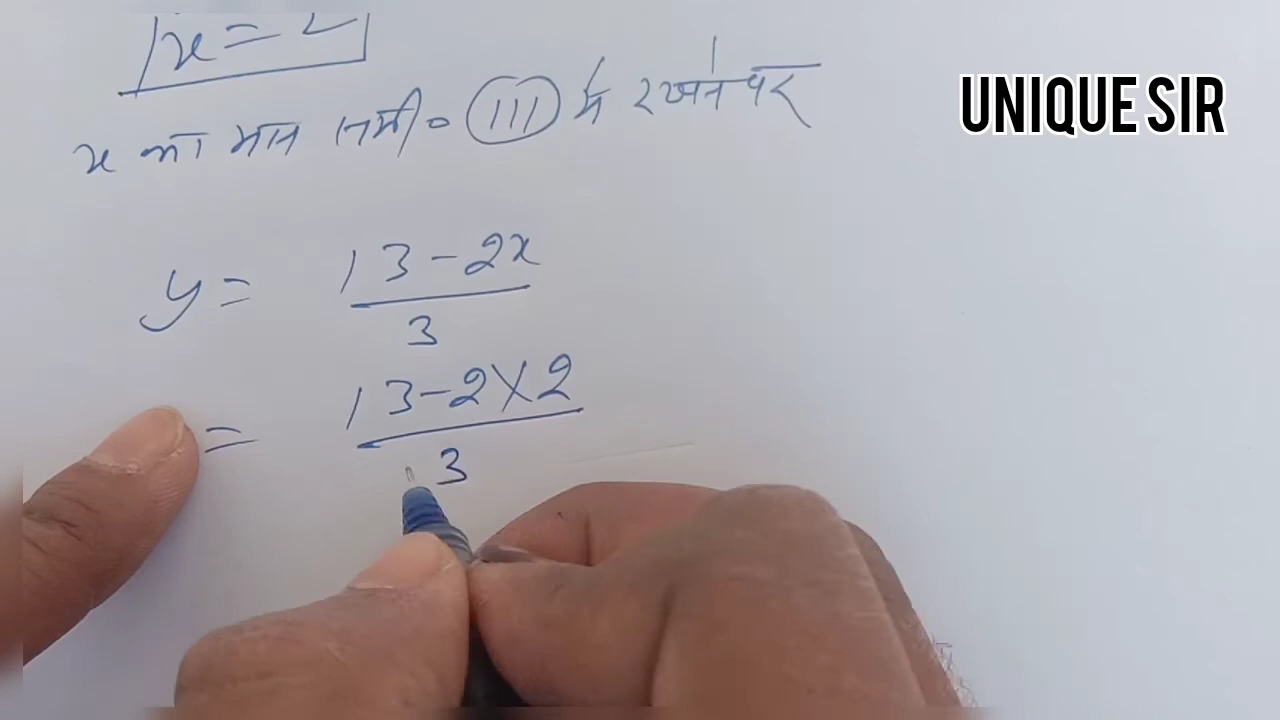 x = 2
UNIQUE SIR
x का मान समी० (III) में रखने पर
y = 13 - 2x
3
= 13 - 2 X 2
3